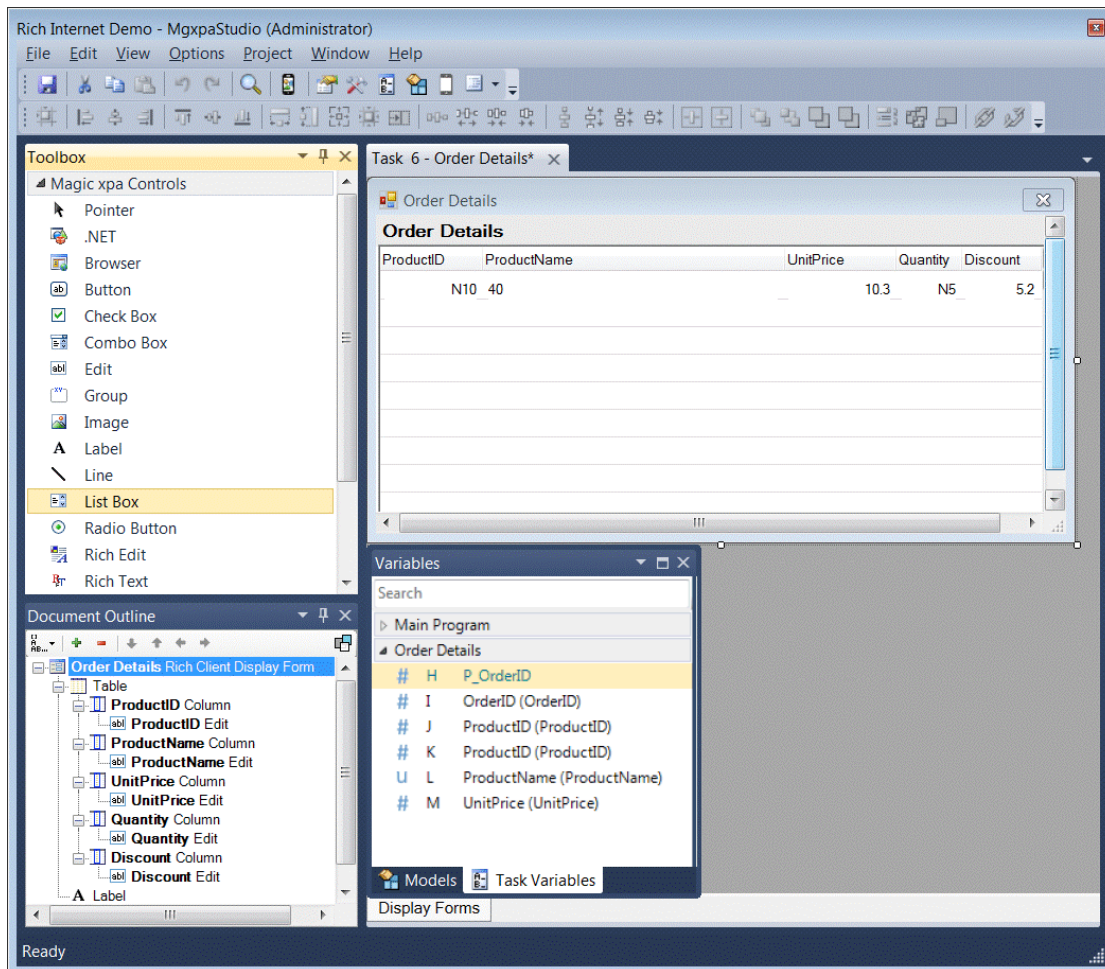 Rich Internet Demo - MgxpaStudio (Administrator)
File Edit View Options Project Window Help
Toolbox
Magic xpa Controls
Pointer
.NET
Browser
Button
Check Box
Combo Box
Edit
Group
Image
Label
Line
List Box
Radio Button
Rich Edit
Rich Text
Task 6 - Order Details*
Order Details
Order Details
ProductID ProductName UnitPrice Quantity Discount
N10 40 10.3 N5 5.2
Document Outline
Order Details Rich Client Display Form
Table
ProductID Column
ProductID Edit
ProductName Column
ProductName Edit
UnitPrice Column
UnitPrice Edit
Quantity Column
Quantity Edit
Discount Column
Discount Edit
A Label
Variables
Search
Main Program
Order Details
# H P_OrderID
# I OrderID (OrderID)
# J ProductID (ProductID)
# K ProductID (ProductID)
U L ProductName (ProductName)
# M UnitPrice (UnitPrice)
Models Task Variables
Display Forms
Ready